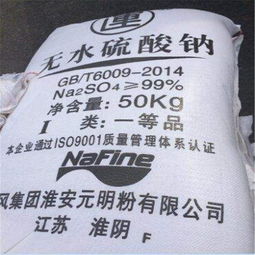 无水硫酸钠
GB/T6009-2014
Na₂SO₄≥99%
净含量：50Kg
I 类：一等品
本企业通过ISO9001质量管理体系认证
NaFine
风集团淮安元明粉有限公司
江苏 淮阴 F